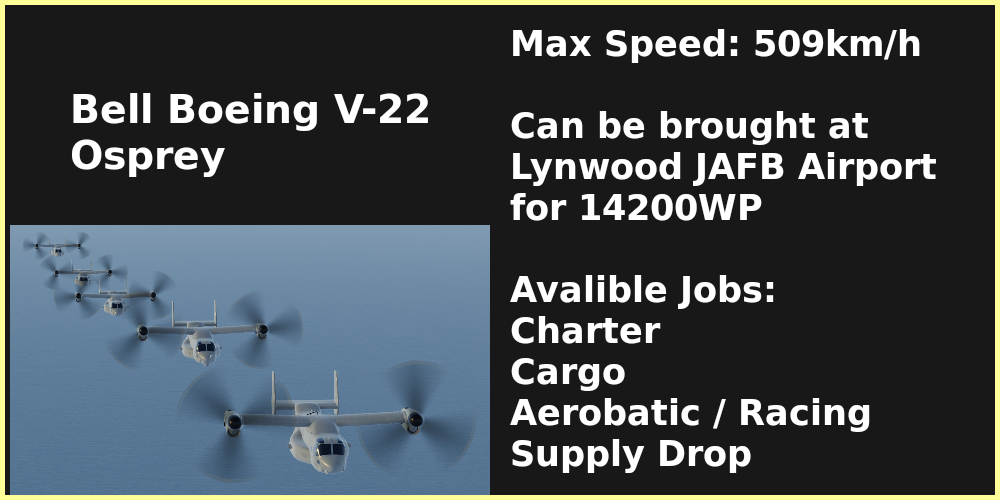 Bell Boeing V-22
Osprey
Max Speed: 509km/h
Can be brought at
Lynwood JAFB Airport
for 14200WP
Avalible Jobs:
Charter
Cargo
Aerobatic / Racing
Supply Drop